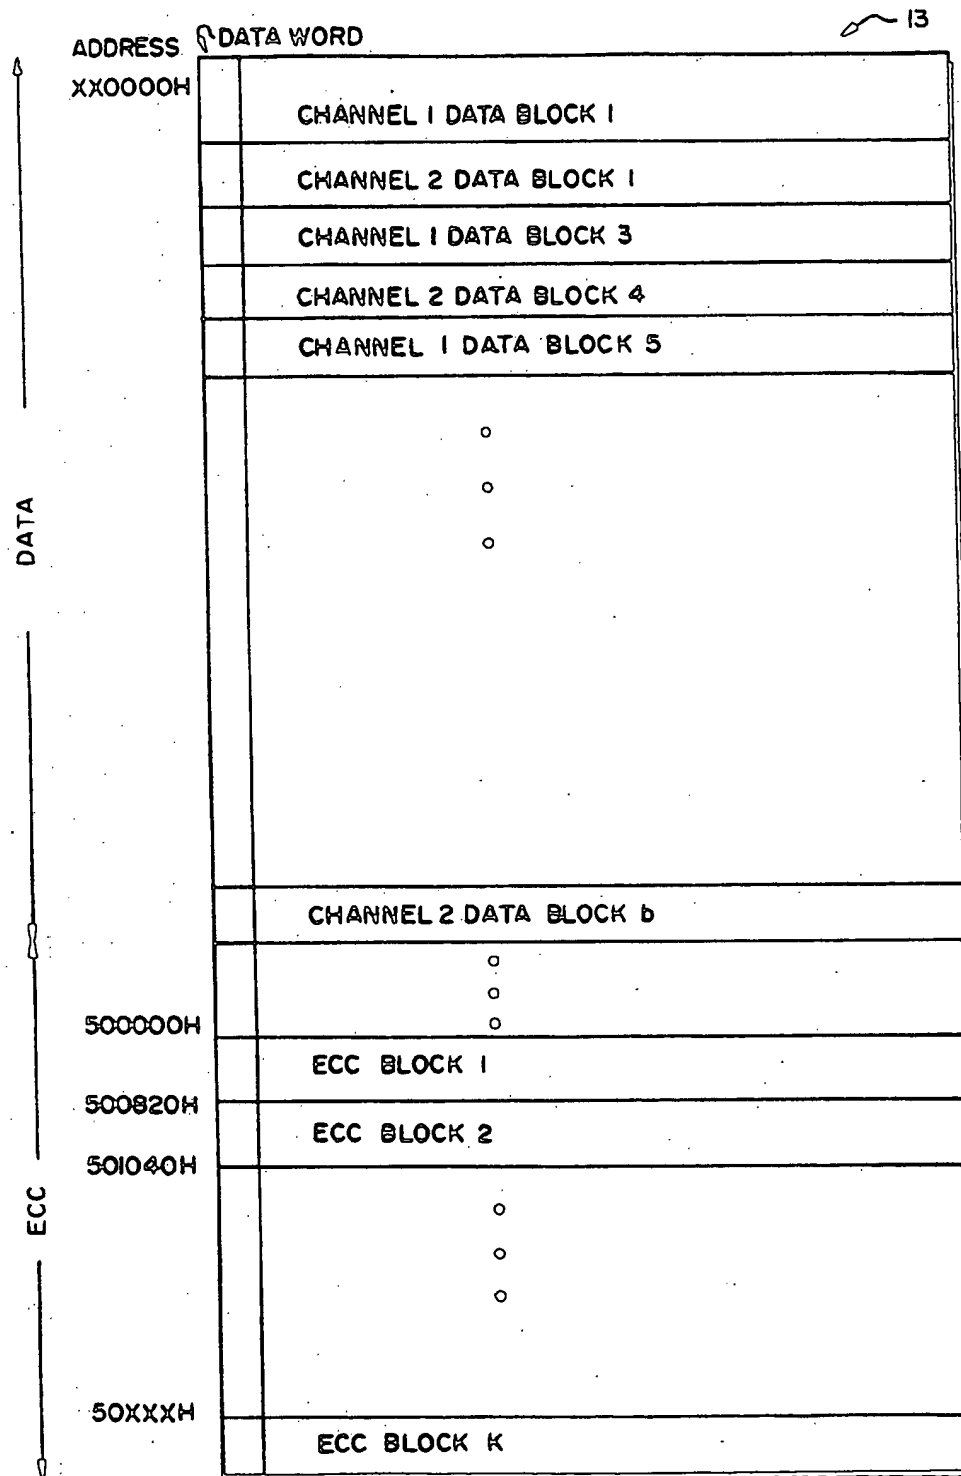 13
ADDRESS DATA WORD
XX0000H
CHANNEL 1 DATA BLOCK 1
CHANNEL 2 DATA BLOCK 1
CHANNEL 1 DATA BLOCK 3
CHANNEL 2 DATA BLOCK 4
CHANNEL 1 DATA BLOCK 5
DATA
CHANNEL 2 DATA BLOCK b
500000H
ECC BLOCK 1
500820H
ECC BLOCK 2
501040H
ECC
50XXXH
ECC BLOCK K